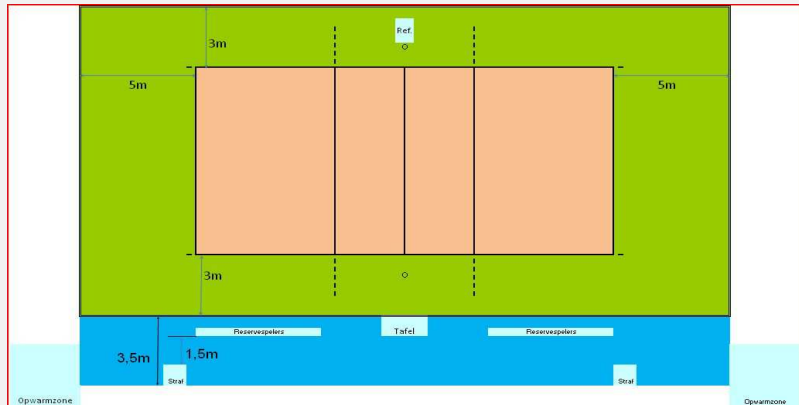 Ref.
3m
5m
5m
3m
Reservespelers
Tafel
Reservespelers
3,5m
1,5m
Straf
Straf
Opwarmzone
Opwarmzone